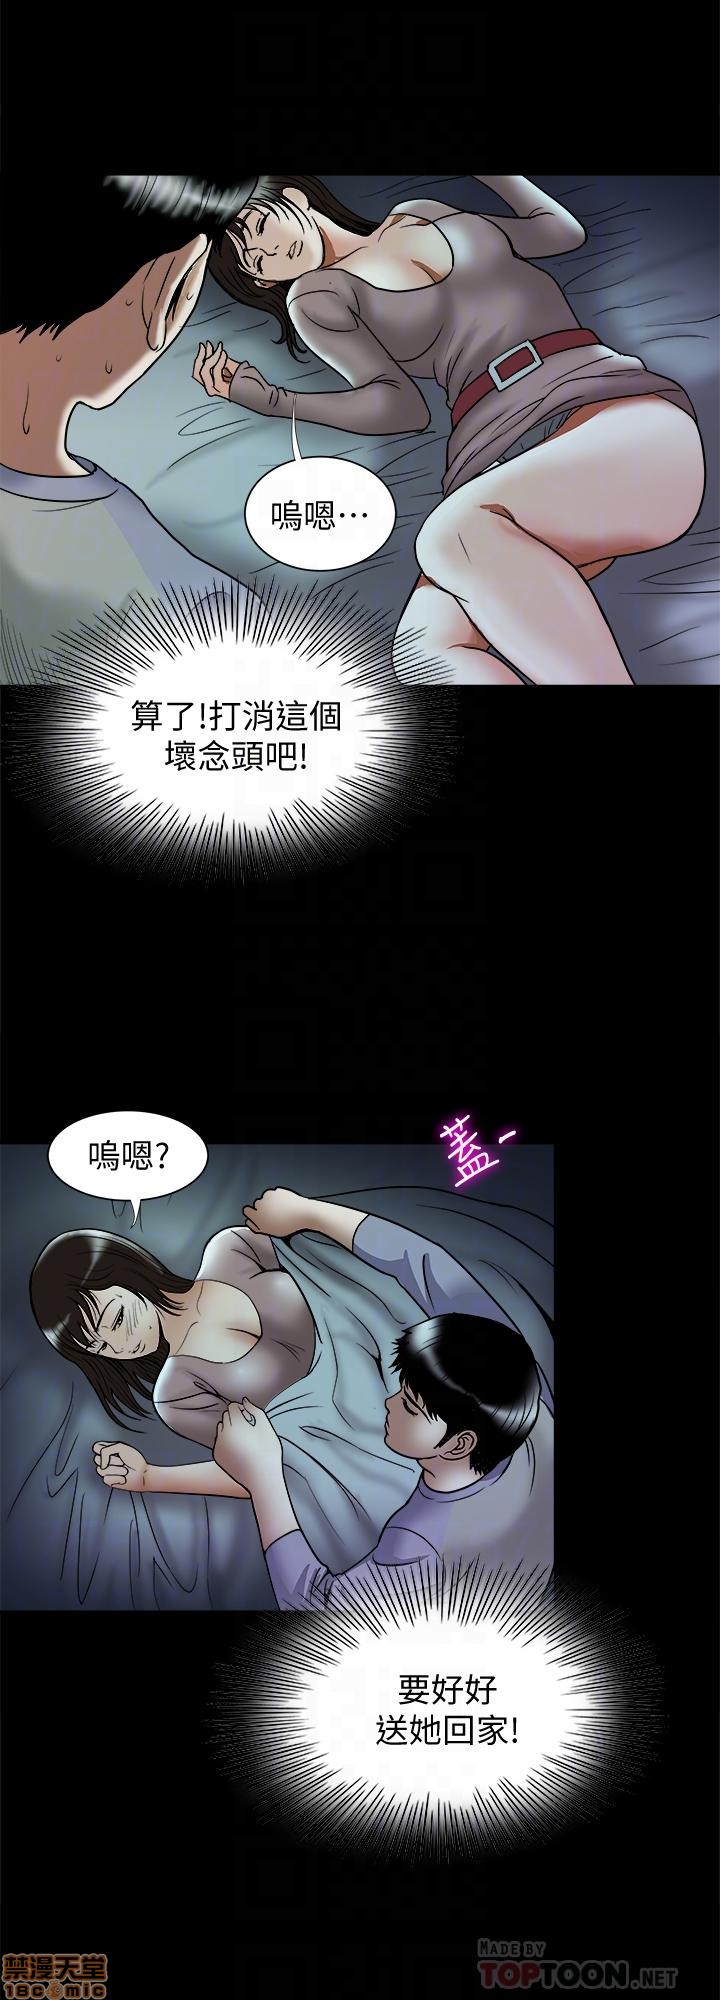 嗚嗯…
算了!打消這個
壞念頭吧!
嗚嗯?
蓋-
要好好
送她回家!
MADE BY
TOPTOON.NET
禁漫天堂
18COMIC